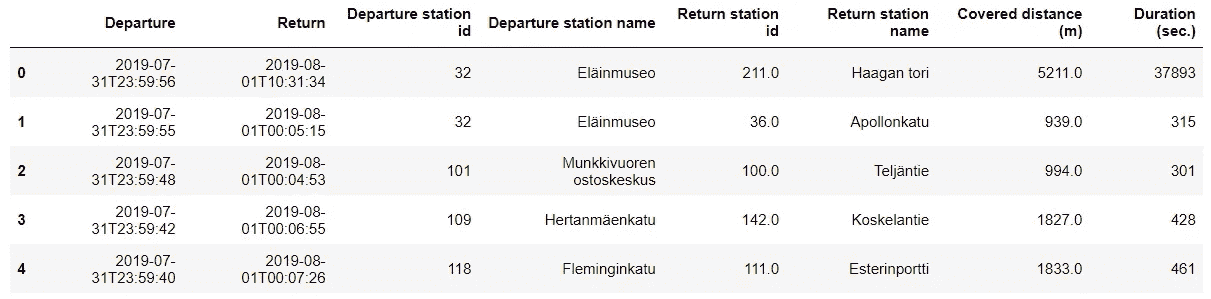 Departure Return Departure station id Departure station name Return station id Return station name Covered distance (m) Duration (sec.)
0 2019-07-31T23:59:56 2019-08-01T10:31:34 32 Eläinmuseo 211.0 Haagan tori 5211.0 37893
1 2019-07-31T23:59:55 2019-08-01T00:05:15 32 Eläinmuseo 36.0 Apollonkatu 939.0 315
2 2019-07-31T23:59:48 2019-08-01T00:04:53 101 Munkkivuoren ostoskeskus 100.0 Teljäntie 994.0 301
3 2019-07-31T23:59:42 2019-08-01T00:06:55 109 Hertanmäenkatu 142.0 Koskelantie 1827.0 428
4 2019-07-31T23:59:40 2019-08-01T00:07:26 118 Fleminginkatu 111.0 Esterinportti 1833.0 461